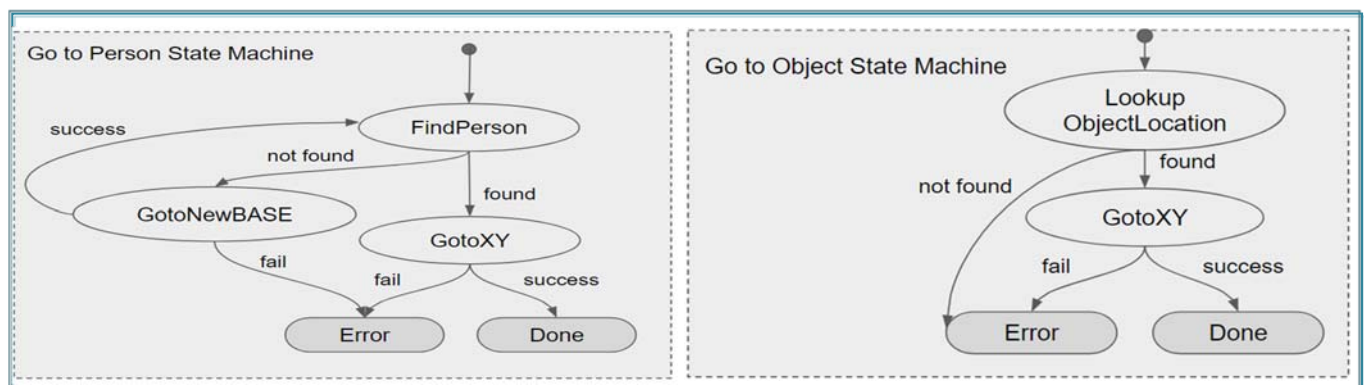 Go to Person State Machine
FindPerson
success
not found
found
GotoNewBASE
GotoXY
fail
fail
success
Error
Done
Go to Object State Machine
Lookup
ObjectLocation
found
not found
GotoXY
fail
success
Error
Done